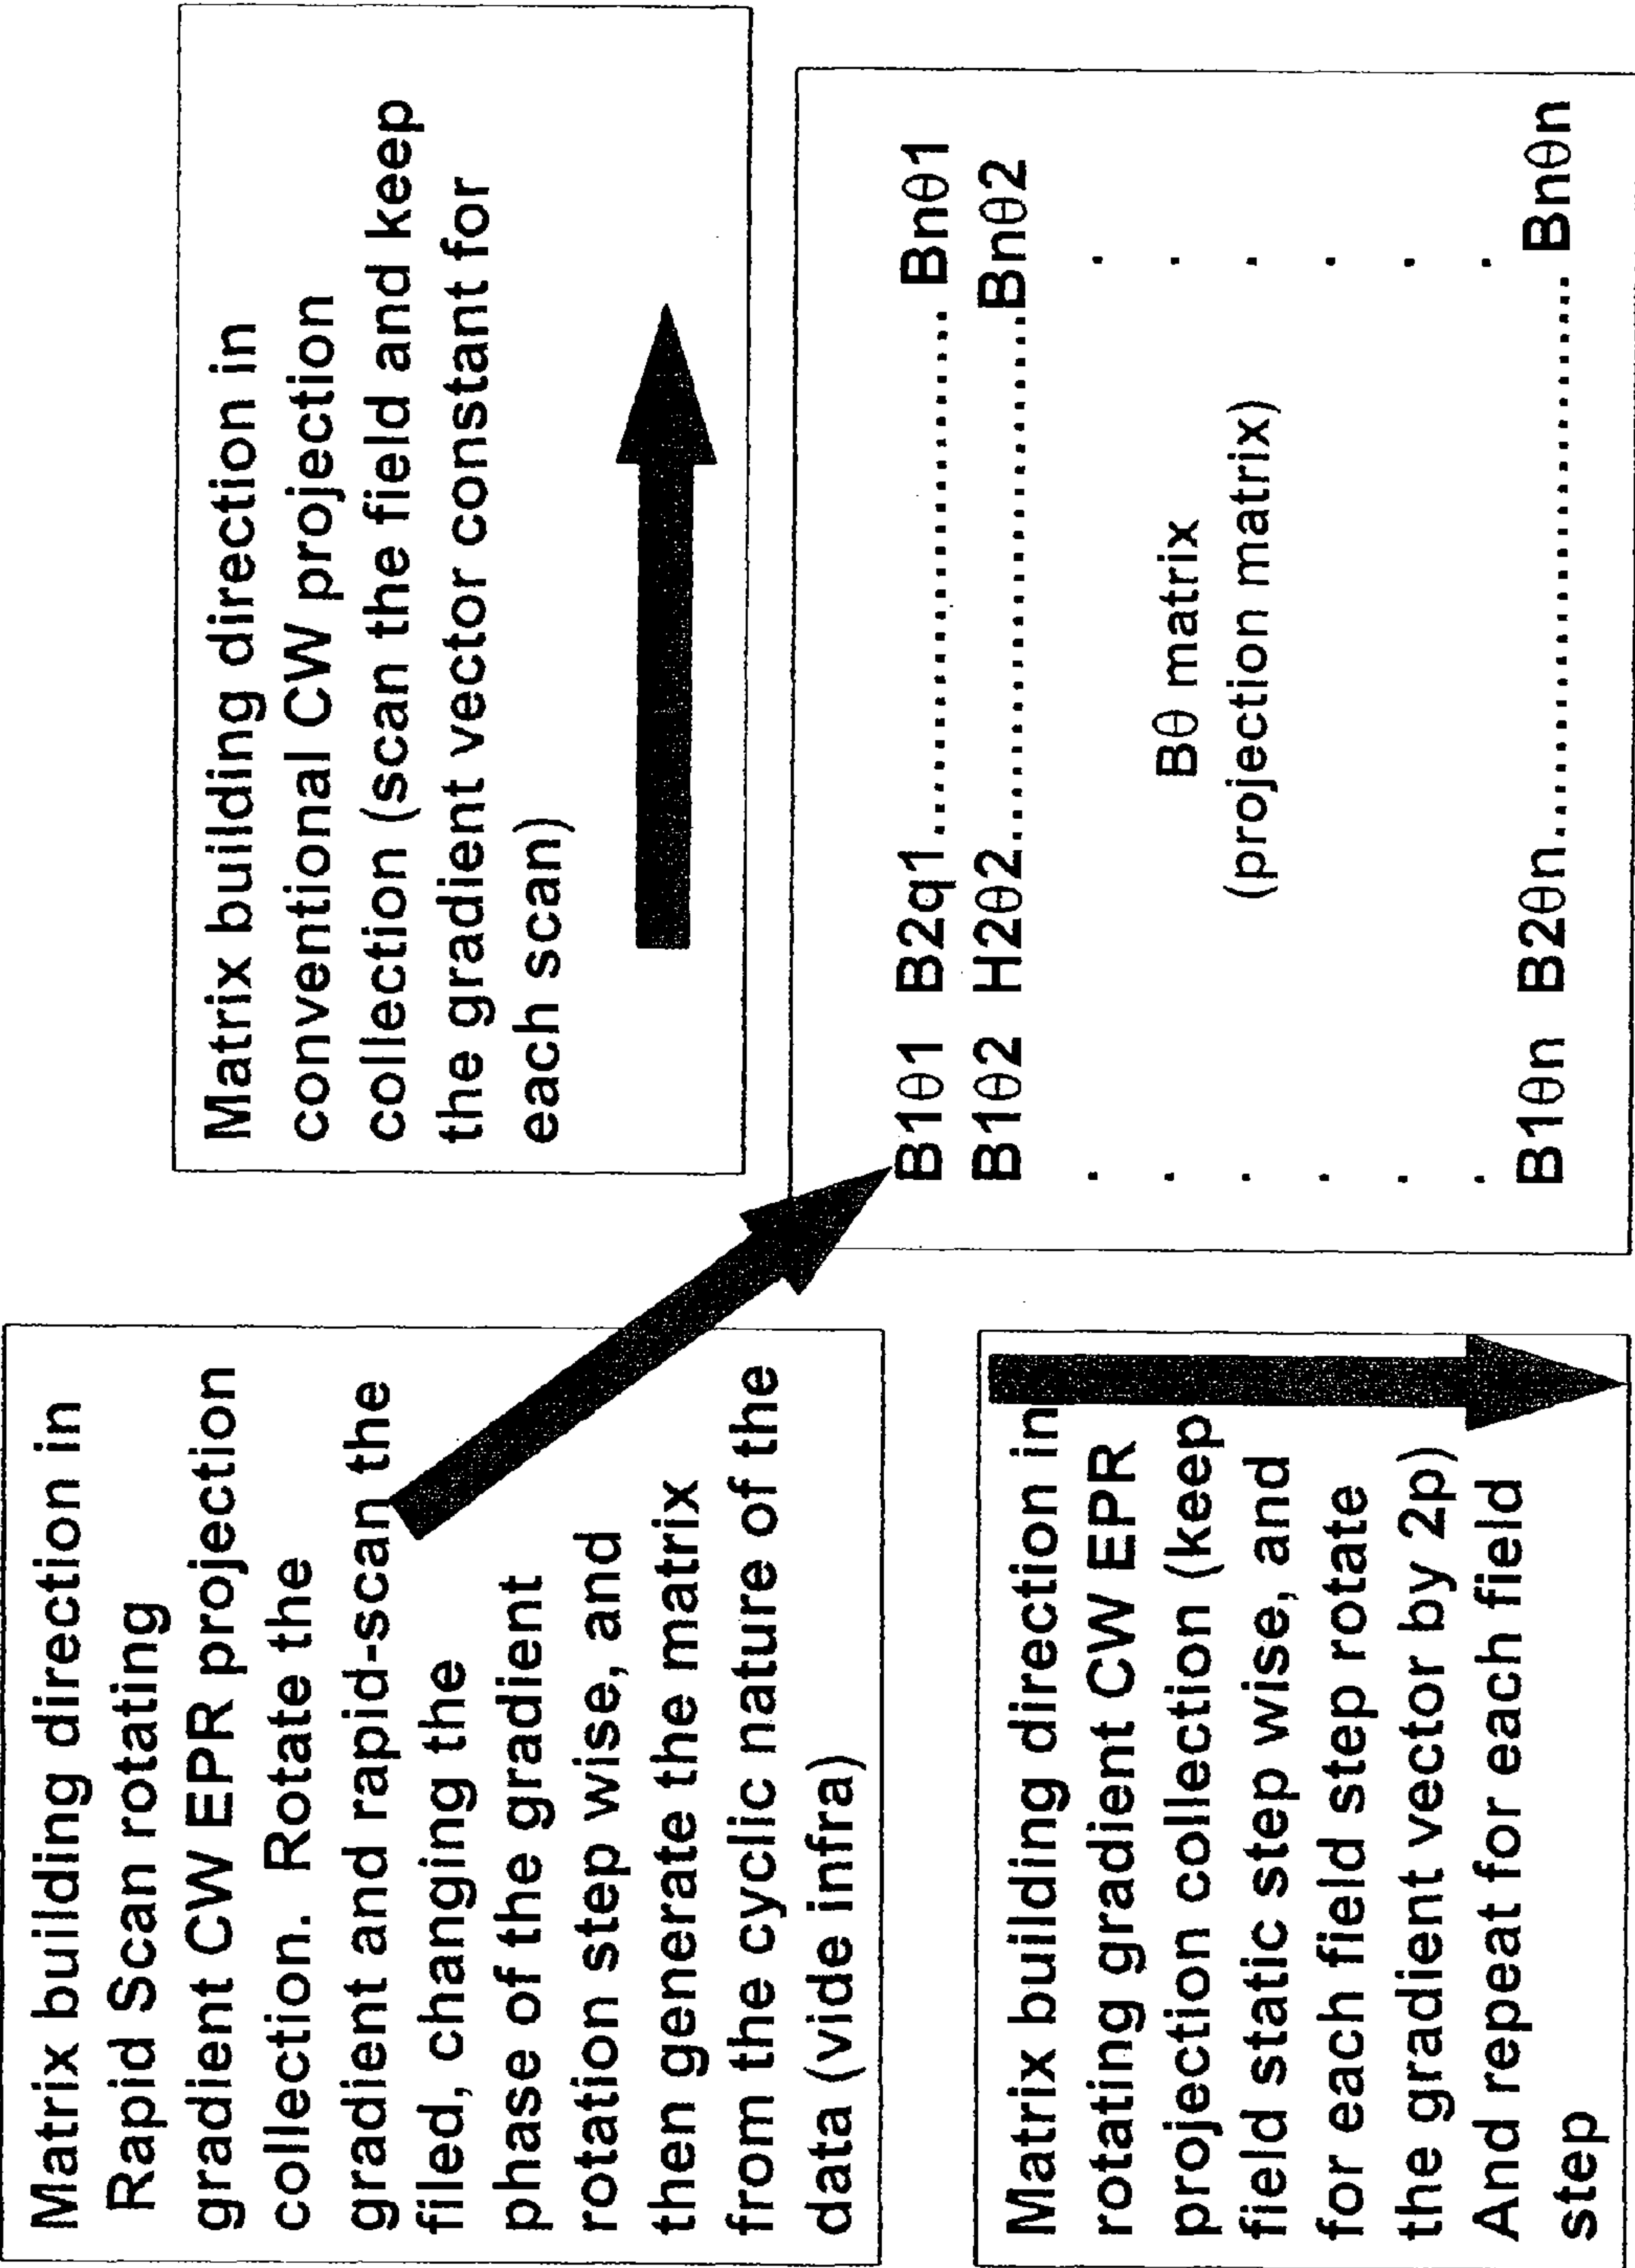 Matrix building direction in
Rapid Scan rotating
gradient CW EPR projection
collection. Rotate the
gradient and rapid-scan the
filed, changing the
phase of the gradient
rotation step wise, and
then generate the matrix
from the cyclic nature of the
data (vide infra)
Matrix building direction in
conventional CW projection
collection (scan the field and keep
the gradient vector constant for
each scan)
Matrix building direction in
rotating gradient CW EPR
projection collection (keep
field static step wise, and
for each field step rotate
the gradient vector by 2p)
And repeat for each field
step
B1θ1 B2q1.............................. Bnθ1
B1θ2 H2θ2..............................Bnθ2
. .
. .
. .
. .
. .
. .
Bθ matrix
(projection matrix)
B1θn B2θn.............................. Bnθn